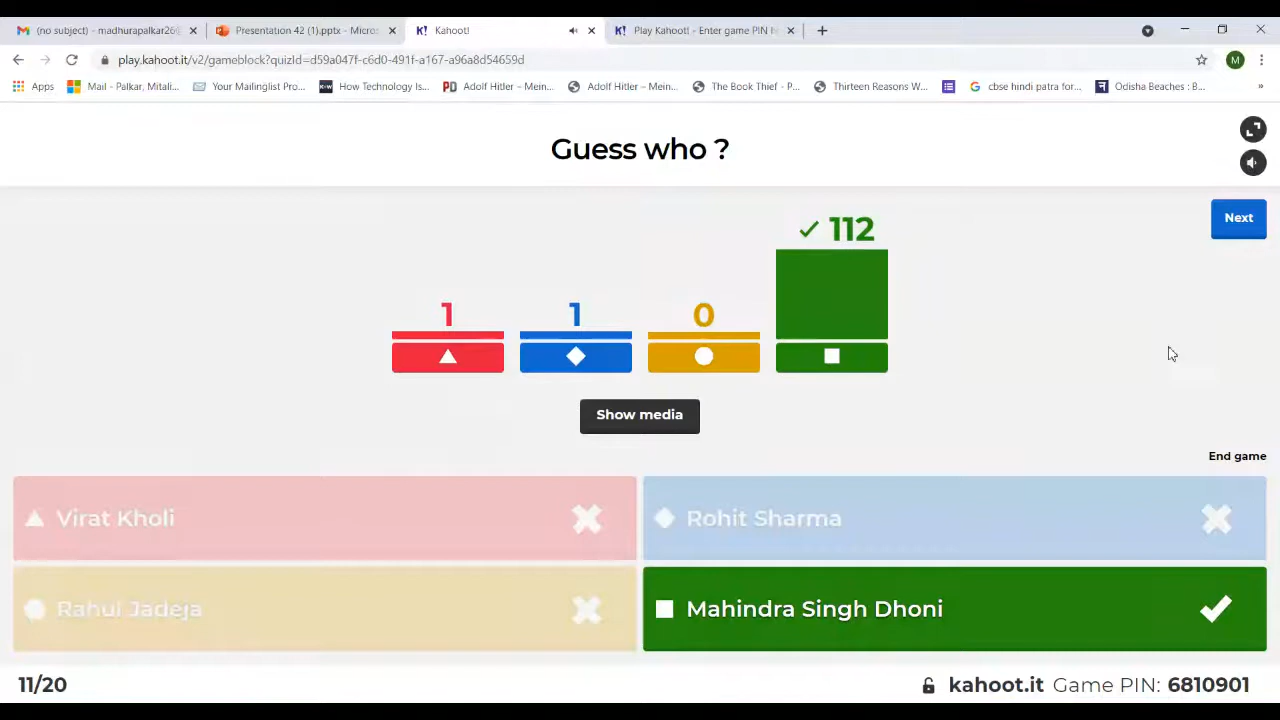 (no subject) - madhurapalkar26@
Presentation 42 (1).pptx - Micros
K! Kahoot!
K! Play Kahoot! - Enter game PIN h
play.kahoot.it/v2/gameblock?quizId=d59a047f-c6d0-491f-a167-a96a8d54659d
M
Apps
Mail - Palkar, Mitali...
Your Mailinglist Pro...
How Technology Is...
Adolf Hitler – Mein...
Adolf Hitler – Mein...
The Book Thief - P...
Thirteen Reasons W...
cbse hindi patra for...
Odisha Beaches : B...
»
Guess who ?
Next
112
1
1
0
Show media
End game
Virat Kholi
Rohit Sharma
Rahul Jadeja
Mahindra Singh Dhoni
11/20
kahoot.it Game PIN: 6810901